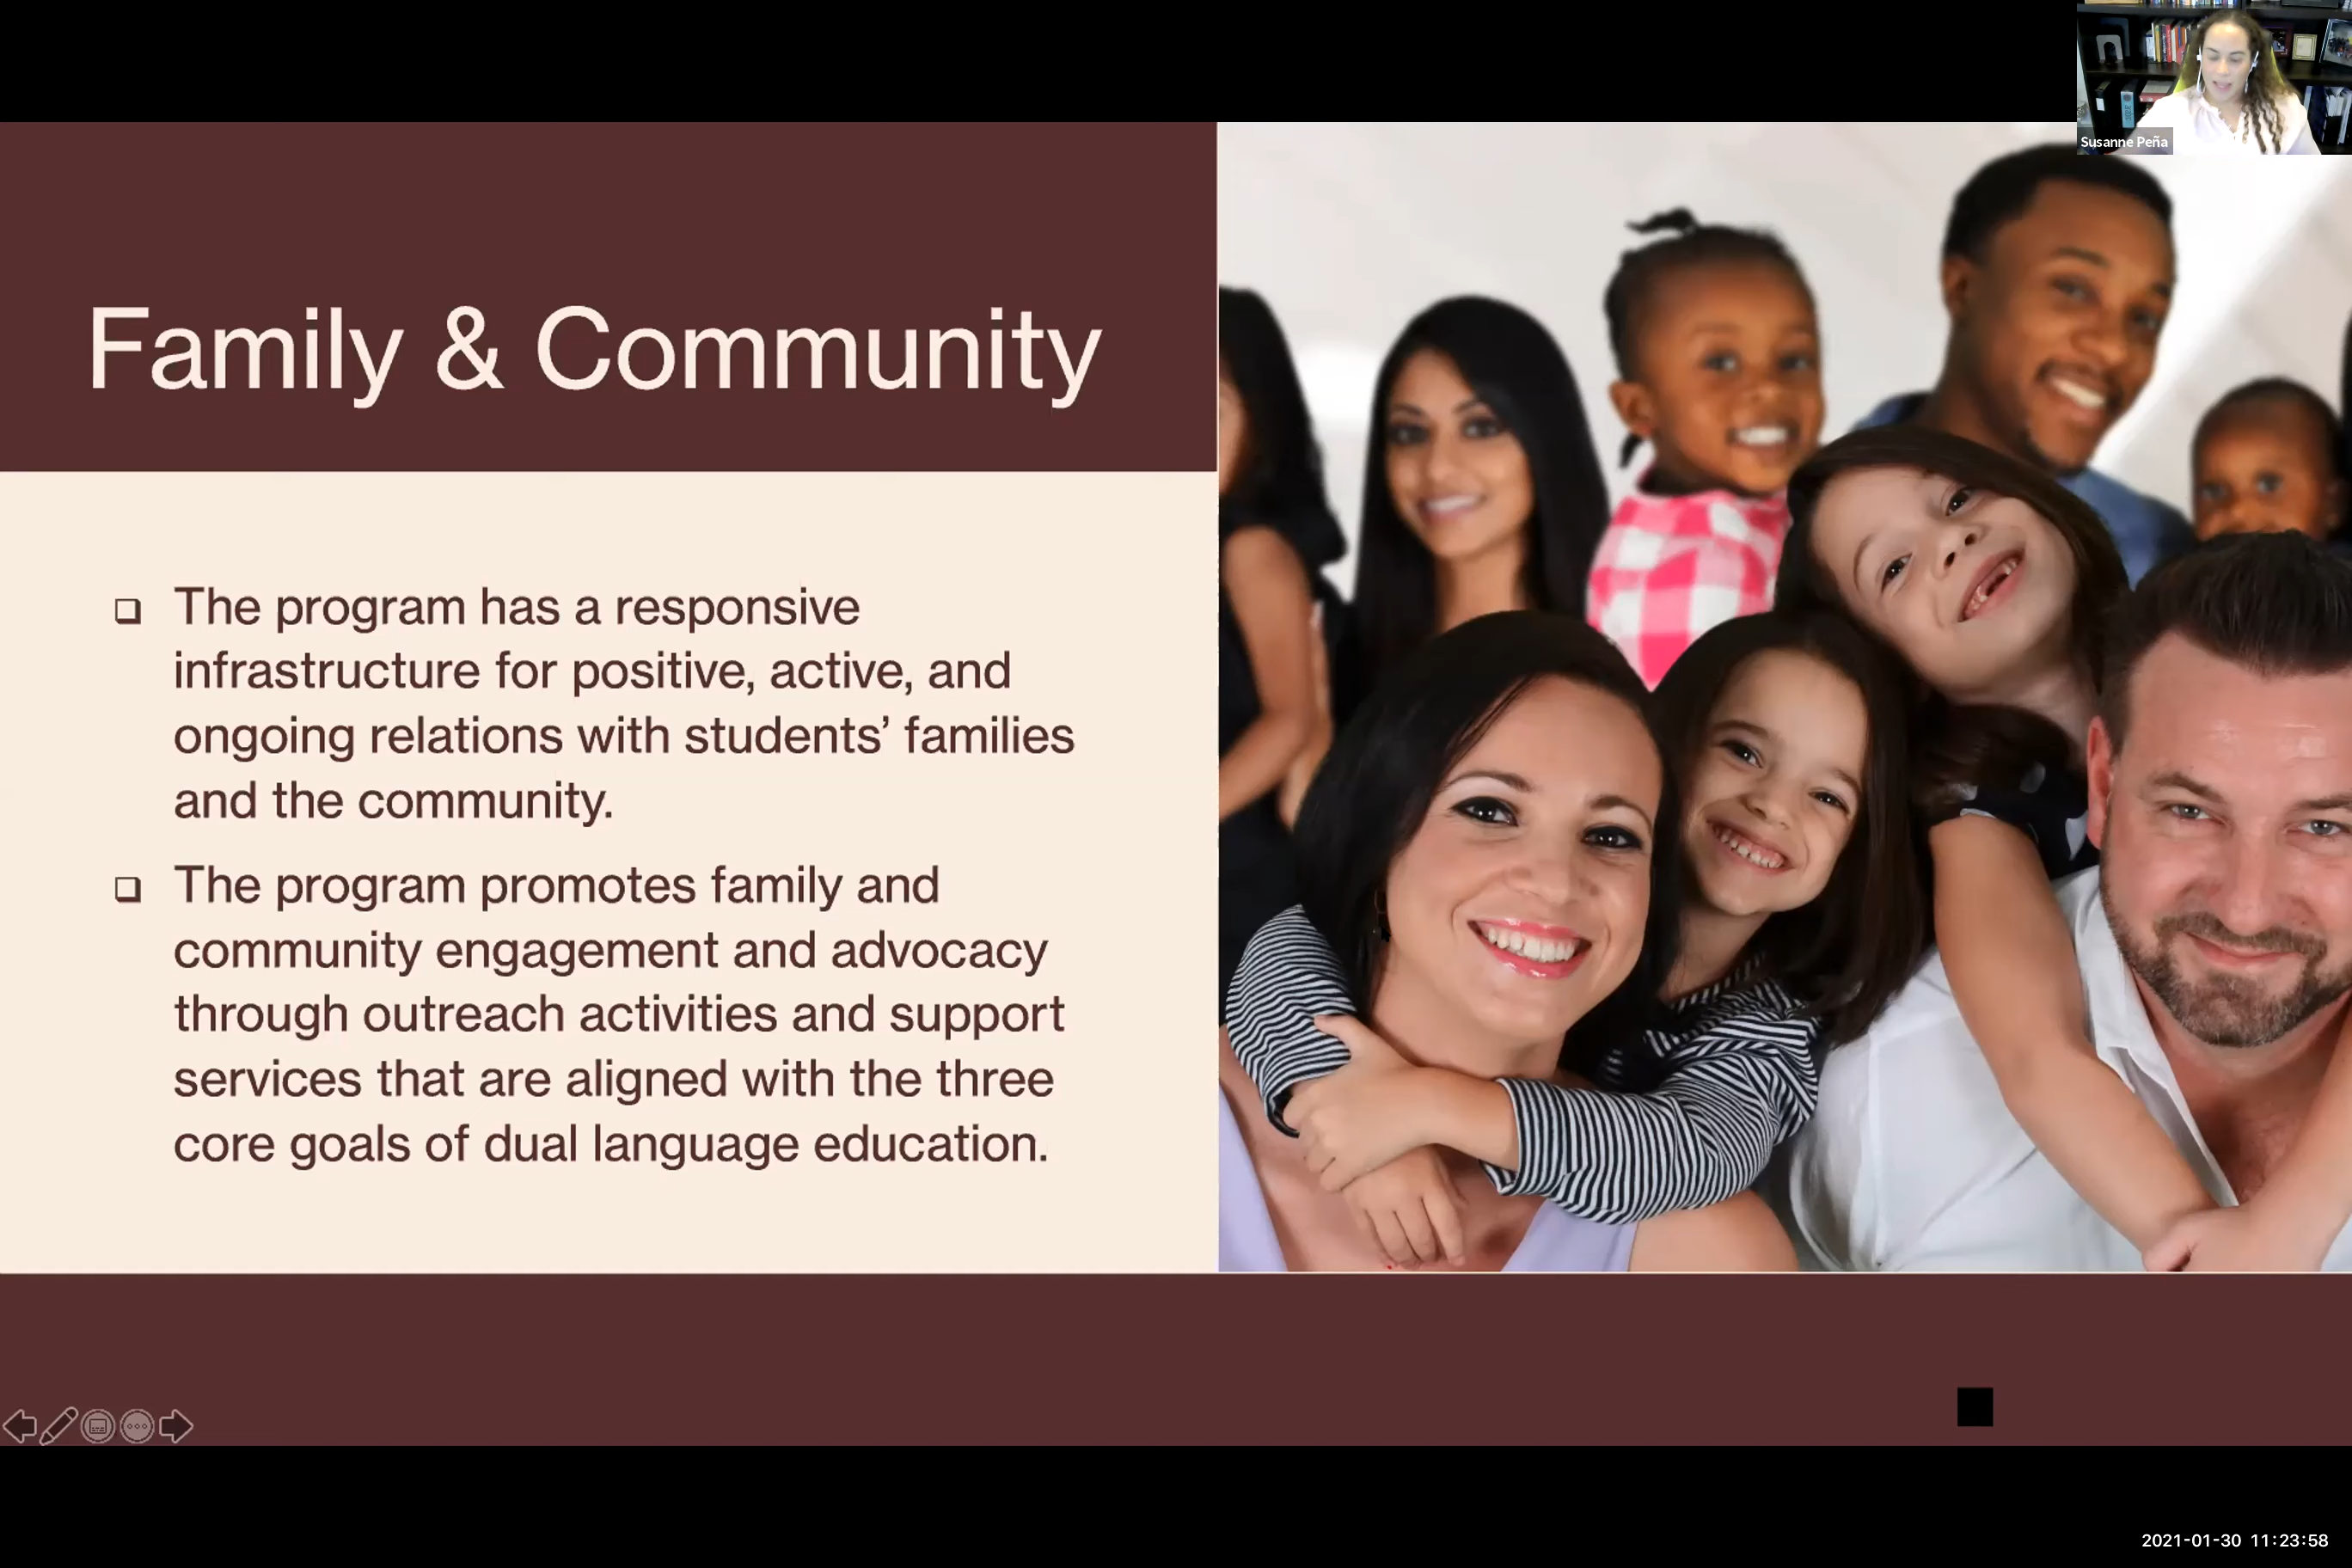 Susanne Peña
Family & Community
❑ The program has a responsive
infrastructure for positive, active, and
ongoing relations with students’ families
and the community.
❑ The program promotes family and
community engagement and advocacy
through outreach activities and support
services that are aligned with the three
core goals of dual language education.
2021-01-30 11:23:58